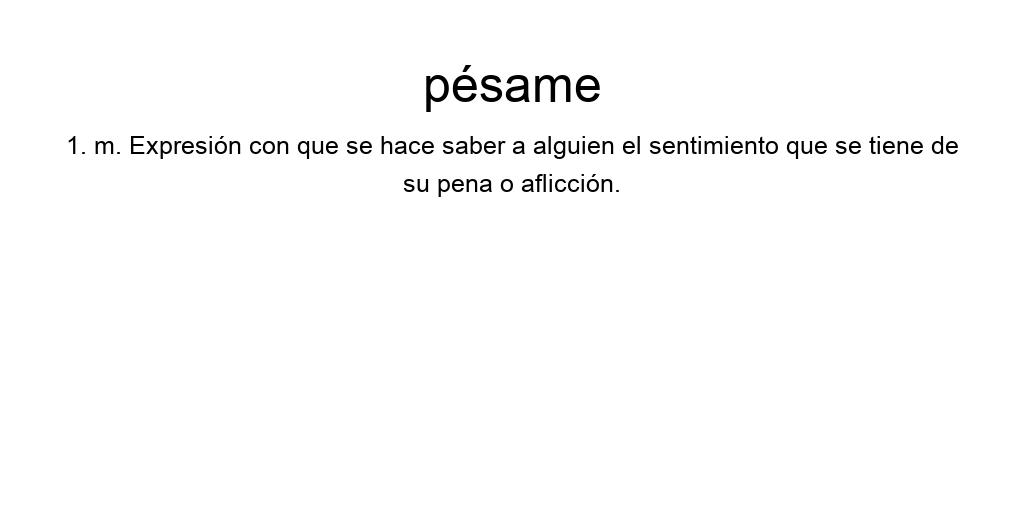 pésame
1. m. Expresión con que se hace saber a alguien el sentimiento que se tiene de
su pena o aflicción.